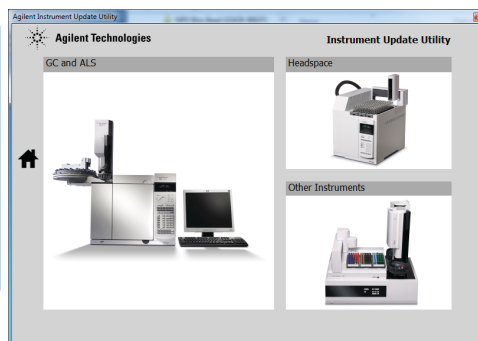 Agilent Instrument Update Utility
Agilent Technologies
Instrument Update Utility
GC and ALS
Headspace
Other Instruments